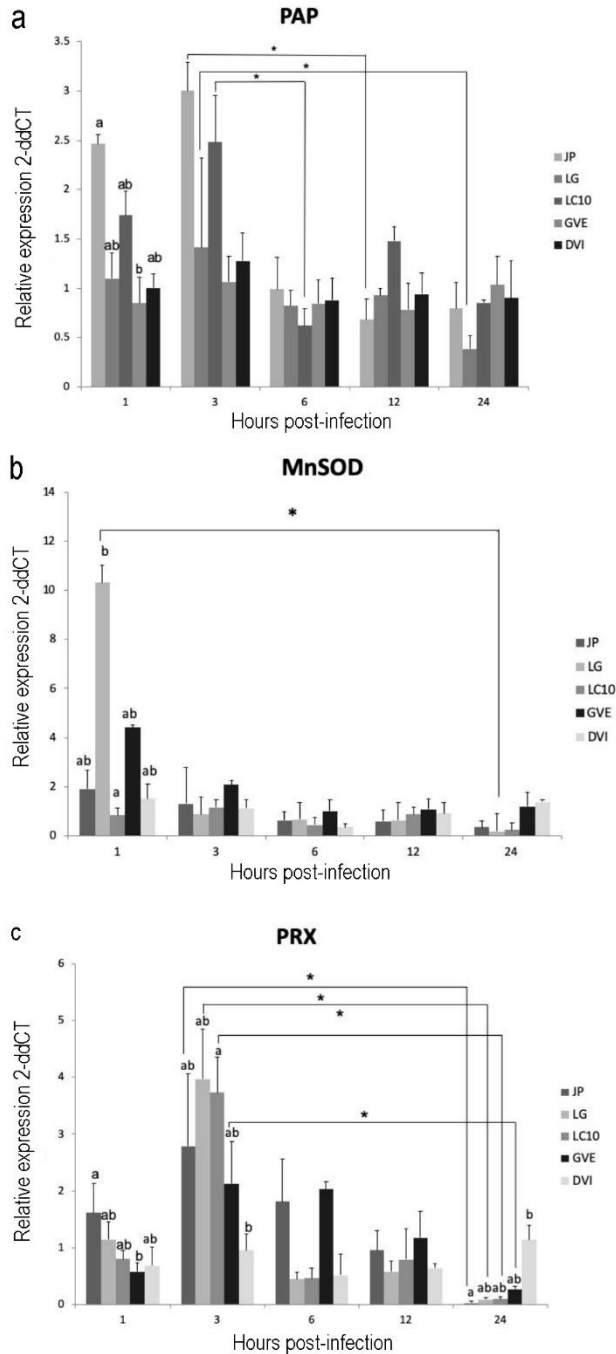 a
PAP
Relative expression 2-ddCT
3.5
3
2.5
2
1.5
1
0.5
0
a
ab
ab
b
ab
*
*
*
JP
LG
LC10
GVE
DVI
1 3 6 12 24
Hours post-infection
b
MnSOD
Relative expression 2-ddCT
14
12
10
8
6
4
2
0
ab
b
a
ab
ab
*
JP
LG
LC10
GVE
DVI
1 3 6 12 24
Hours post-infection
c
PRX
Relative expression 2-ddCT
6
5
4
3
2
1
0
a
ab
ab
b
ab
ab
ab
a
ab
b
*
*
*
*
a
ab
ab
ab
b
JP
LG
LC10
GVE
DVI
1 3 6 12 24
Hours post-infection